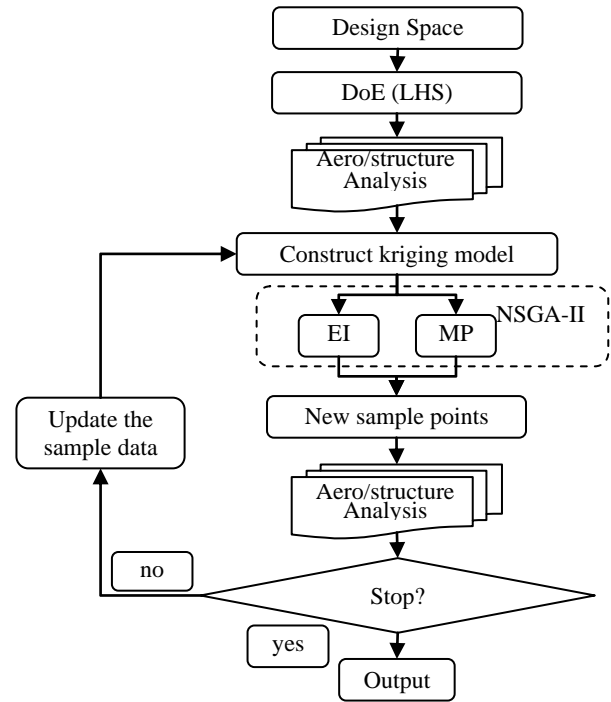 Design Space
DoE (LHS)
Aero/structure
Analysis
Construct kriging model
NSGA-II
EI
MP
Update the
sample data
New sample points
Aero/structure
Analysis
no
Stop?
yes
Output